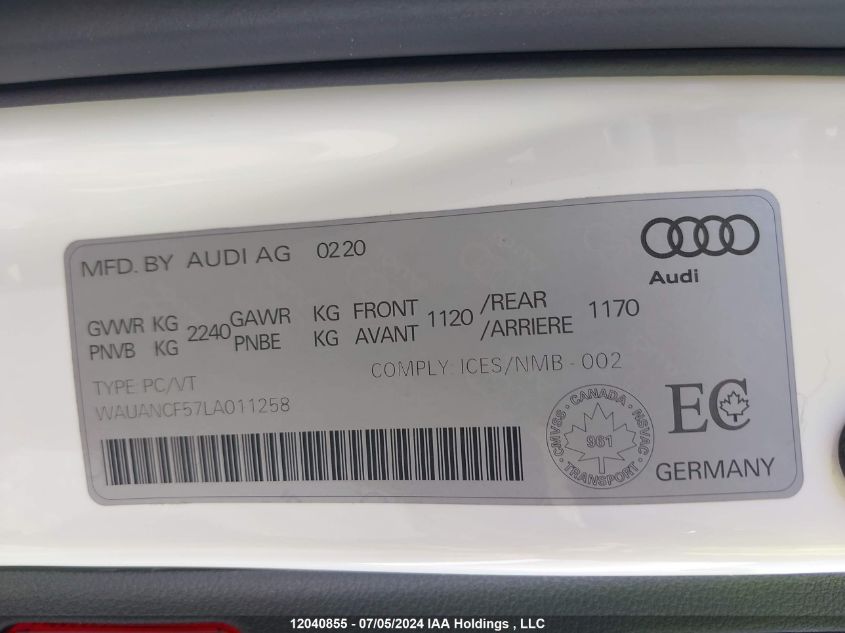 MFD. BY AUDI AG 0220
Audi
GVWR KG 2240 GAWR KG FRONT 1120 /REAR 1170
PNVB KG PNBE KG AVANT /ARRIERE
COMPLY: ICES/NMB - 002
TYPE: PC/VT
WAUANCF57LA011258
CANADA
CMVSS 961 NSVAC
TRANSPORT
EC
GERMANY
12040855 - 07/05/2024 IAA Holdings , LLC